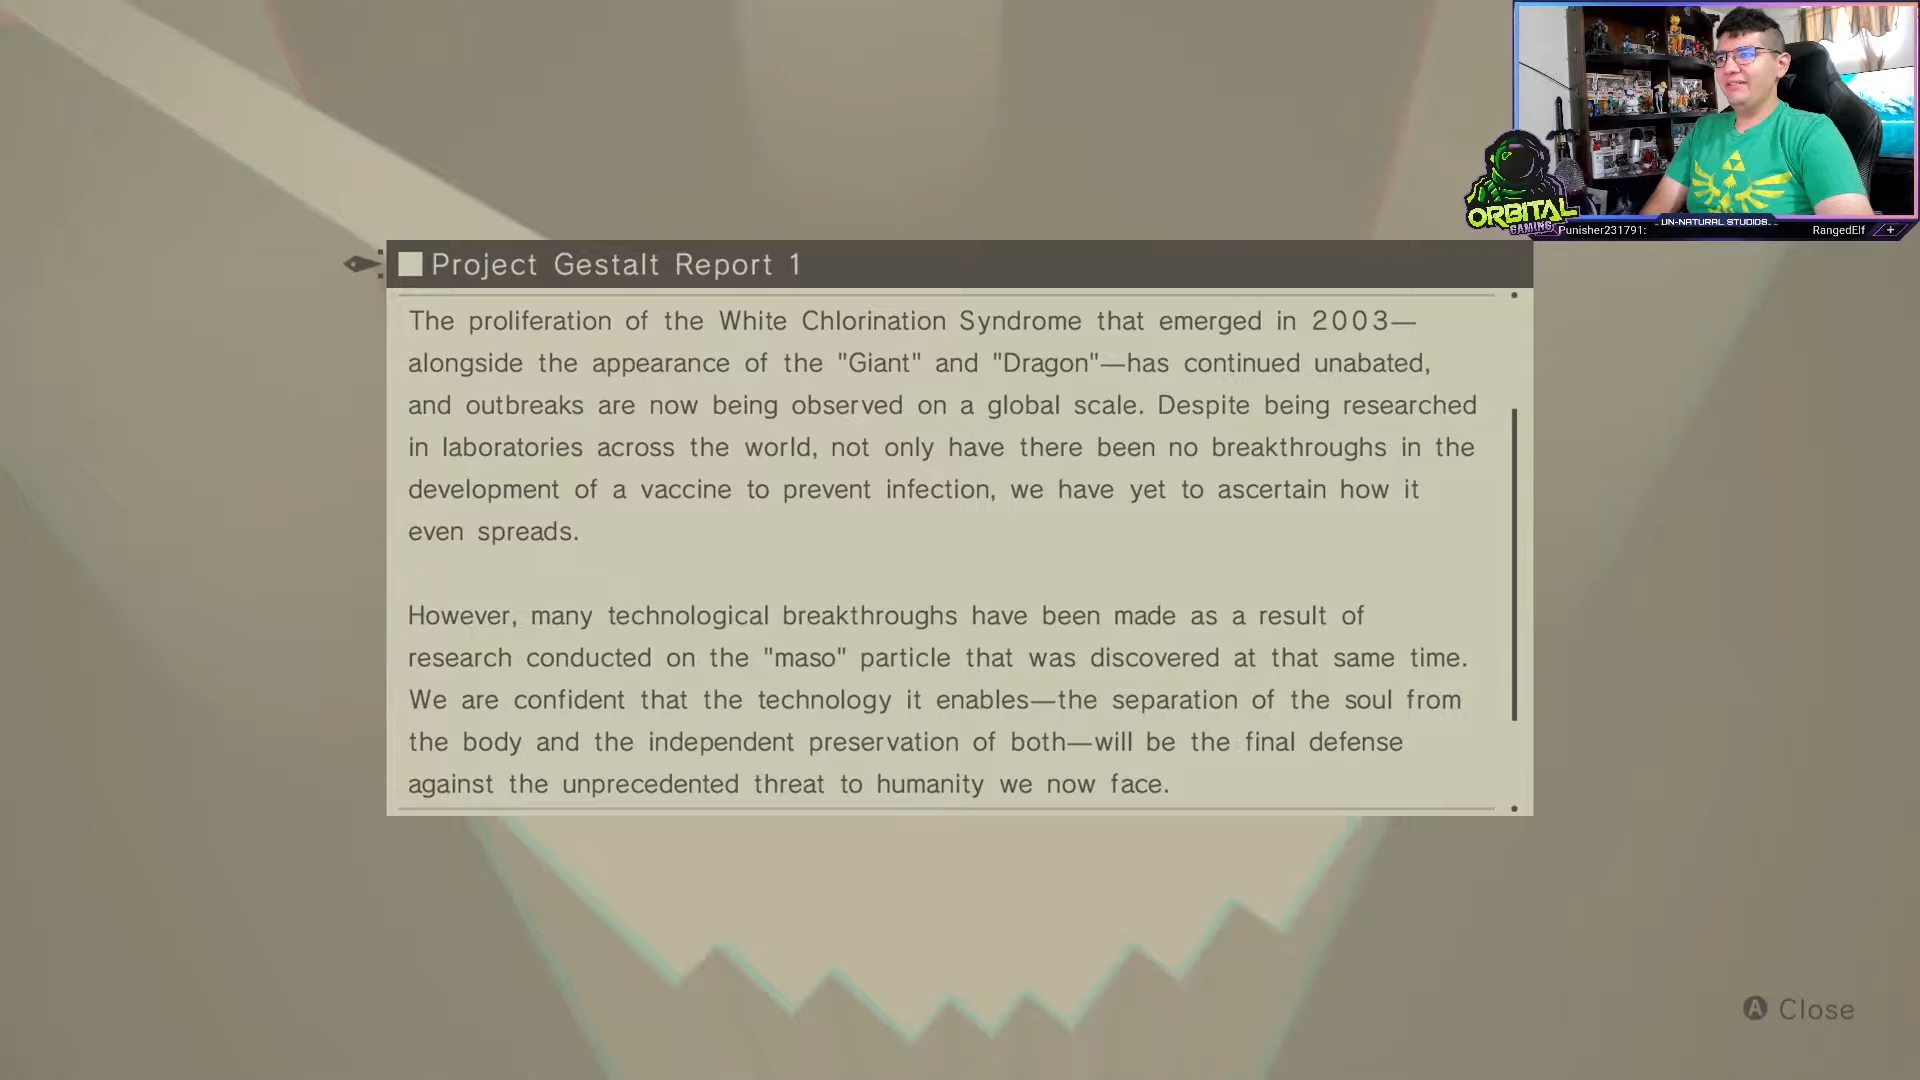 Project Gestalt Report 1
The proliferation of the White Chlorination Syndrome that emerged in 2003—
alongside the appearance of the "Giant" and "Dragon"—has continued unabated,
and outbreaks are now being observed on a global scale. Despite being researched
in laboratories across the world, not only have there been no breakthroughs in the
development of a vaccine to prevent infection, we have yet to ascertain how it
even spreads.
However, many technological breakthroughs have been made as a result of
research conducted on the "maso" particle that was discovered at that same time.
We are confident that the technology it enables—the separation of the soul from
the body and the independent preservation of both—will be the final defense
against the unprecedented threat to humanity we now face.
ORBITAL
GAMING
UN-NATURAL STUDIOS
Punisher231791:
RangedElf
+
A Close